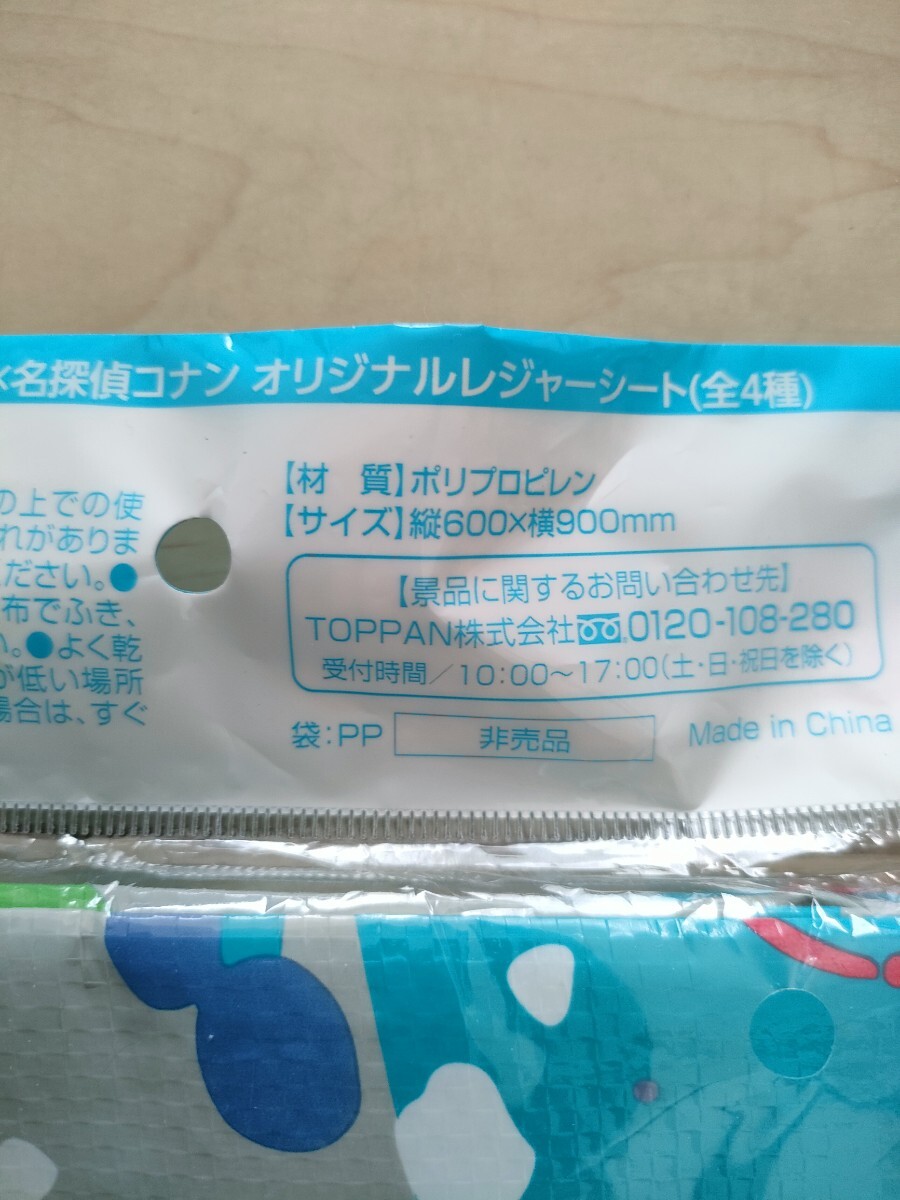 ×名探偵コナン オリジナルレジャーシート(全4種)
の上での使
れがありま
ださい。●
布でふき、
い。●よく乾
が低い場所
場合は、すぐ
【材 質】ポリプロピレン
【サイズ】縦600×横900mm
【景品に関するお問い合わせ先】
TOPPAN株式会社 0120-108-280
受付時間/10:00~17:00(土・日・祝日を除く)
袋:PP 非売品 Made in China